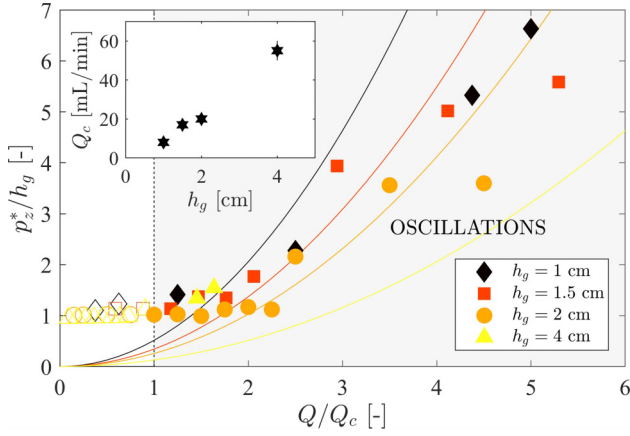 7
6
5
4
3
2
1
0
p*z/hg [-]
60
40
20
0
Qc [mL/min]
0
2
4
hg [cm]
OSCILLATIONS
hg = 1 cm
hg = 1.5 cm
hg = 2 cm
hg = 4 cm
0
1
2
3
4
5
6
Q/Qc [-]